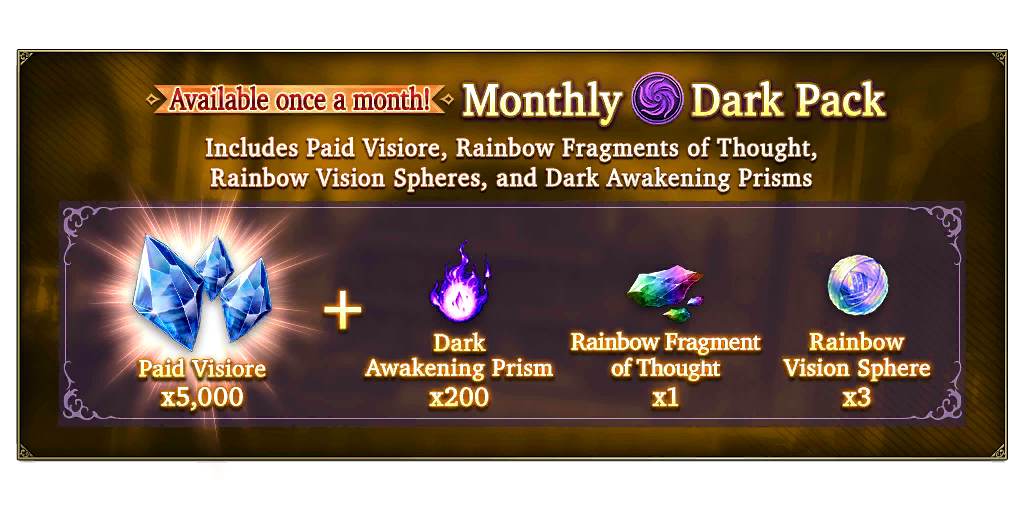 Available once a month!
Monthly Dark Pack
Includes Paid Visiore, Rainbow Fragments of Thought,
Rainbow Vision Spheres, and Dark Awakening Prisms
Paid Visiore
x5,000
+
Dark
Awakening Prism
x200
Rainbow Fragment
of Thought
x1
Rainbow
Vision Sphere
x3